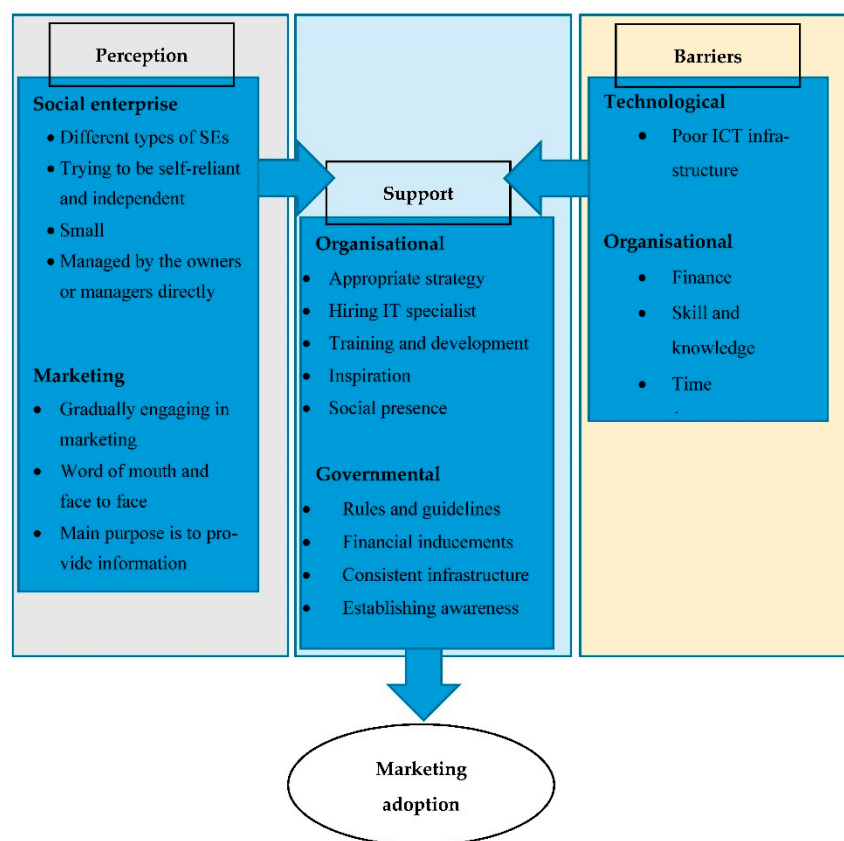 Perception
Social enterprise
• Different types of SEs
• Trying to be self-reliant
and independent
• Small
• Managed by the owners
or managers directly
Marketing
• Gradually engaging in
marketing
• Word of mouth and
face to face
• Main purpose is to pro-
vide information
Support
Organisational
• Appropriate strategy
• Hiring IT specialist
• Training and development
• Inspiration
• Social presence
Governmental
• Rules and guidelines
• Financial inducements
• Consistent infrastructure
• Establishing awareness
Barriers
Technological
• Poor ICT infra-
structure
Organisational
• Finance
• Skill and
knowledge
• Time
Marketing
adoption